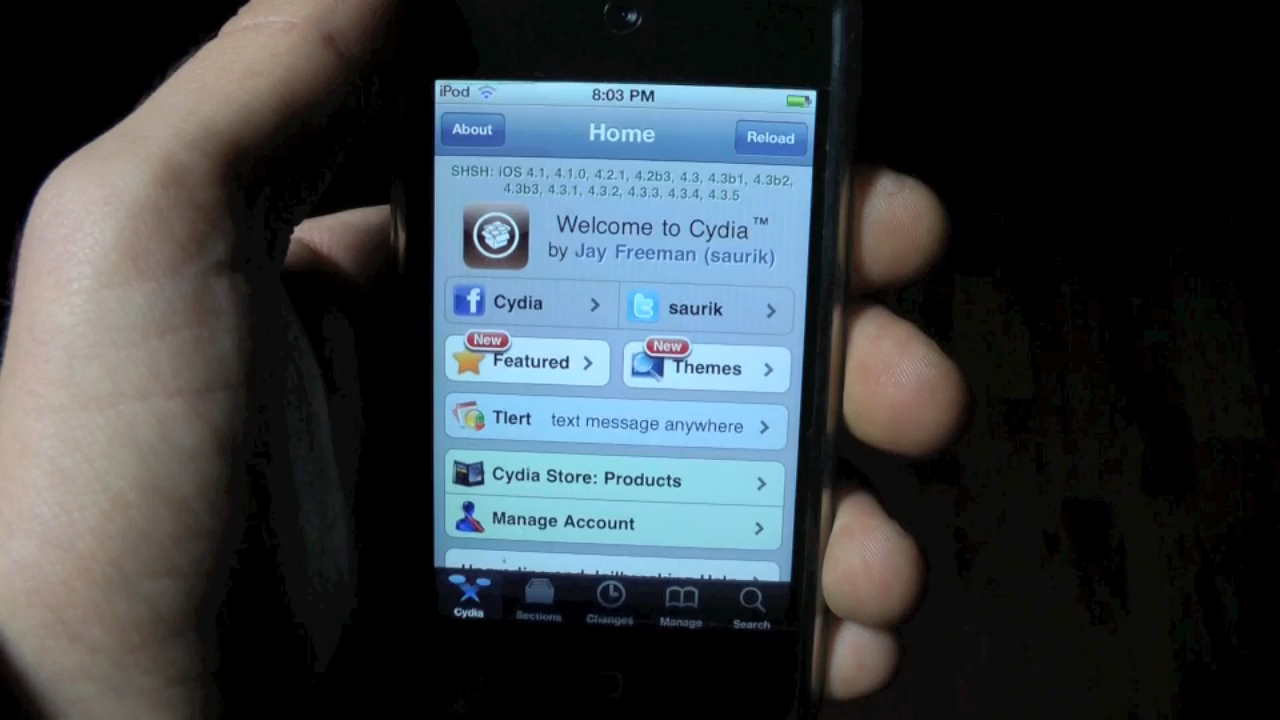 iPod 8:03 PM
About Home Reload
SHSH: iOS 4.1, 4.1.0, 4.2.1, 4.2b3, 4.3, 4.3b1, 4.3b2,
4.3b3, 4.3.1, 4.3.2, 4.3.3, 4.3.4, 4.3.5
Welcome to Cydia™
by Jay Freeman (saurik)
Cydia saurik
New New
Featured Themes
Tlert text message anywhere
Cydia Store: Products
Manage Account
Cydia Sections Changes Manage Search